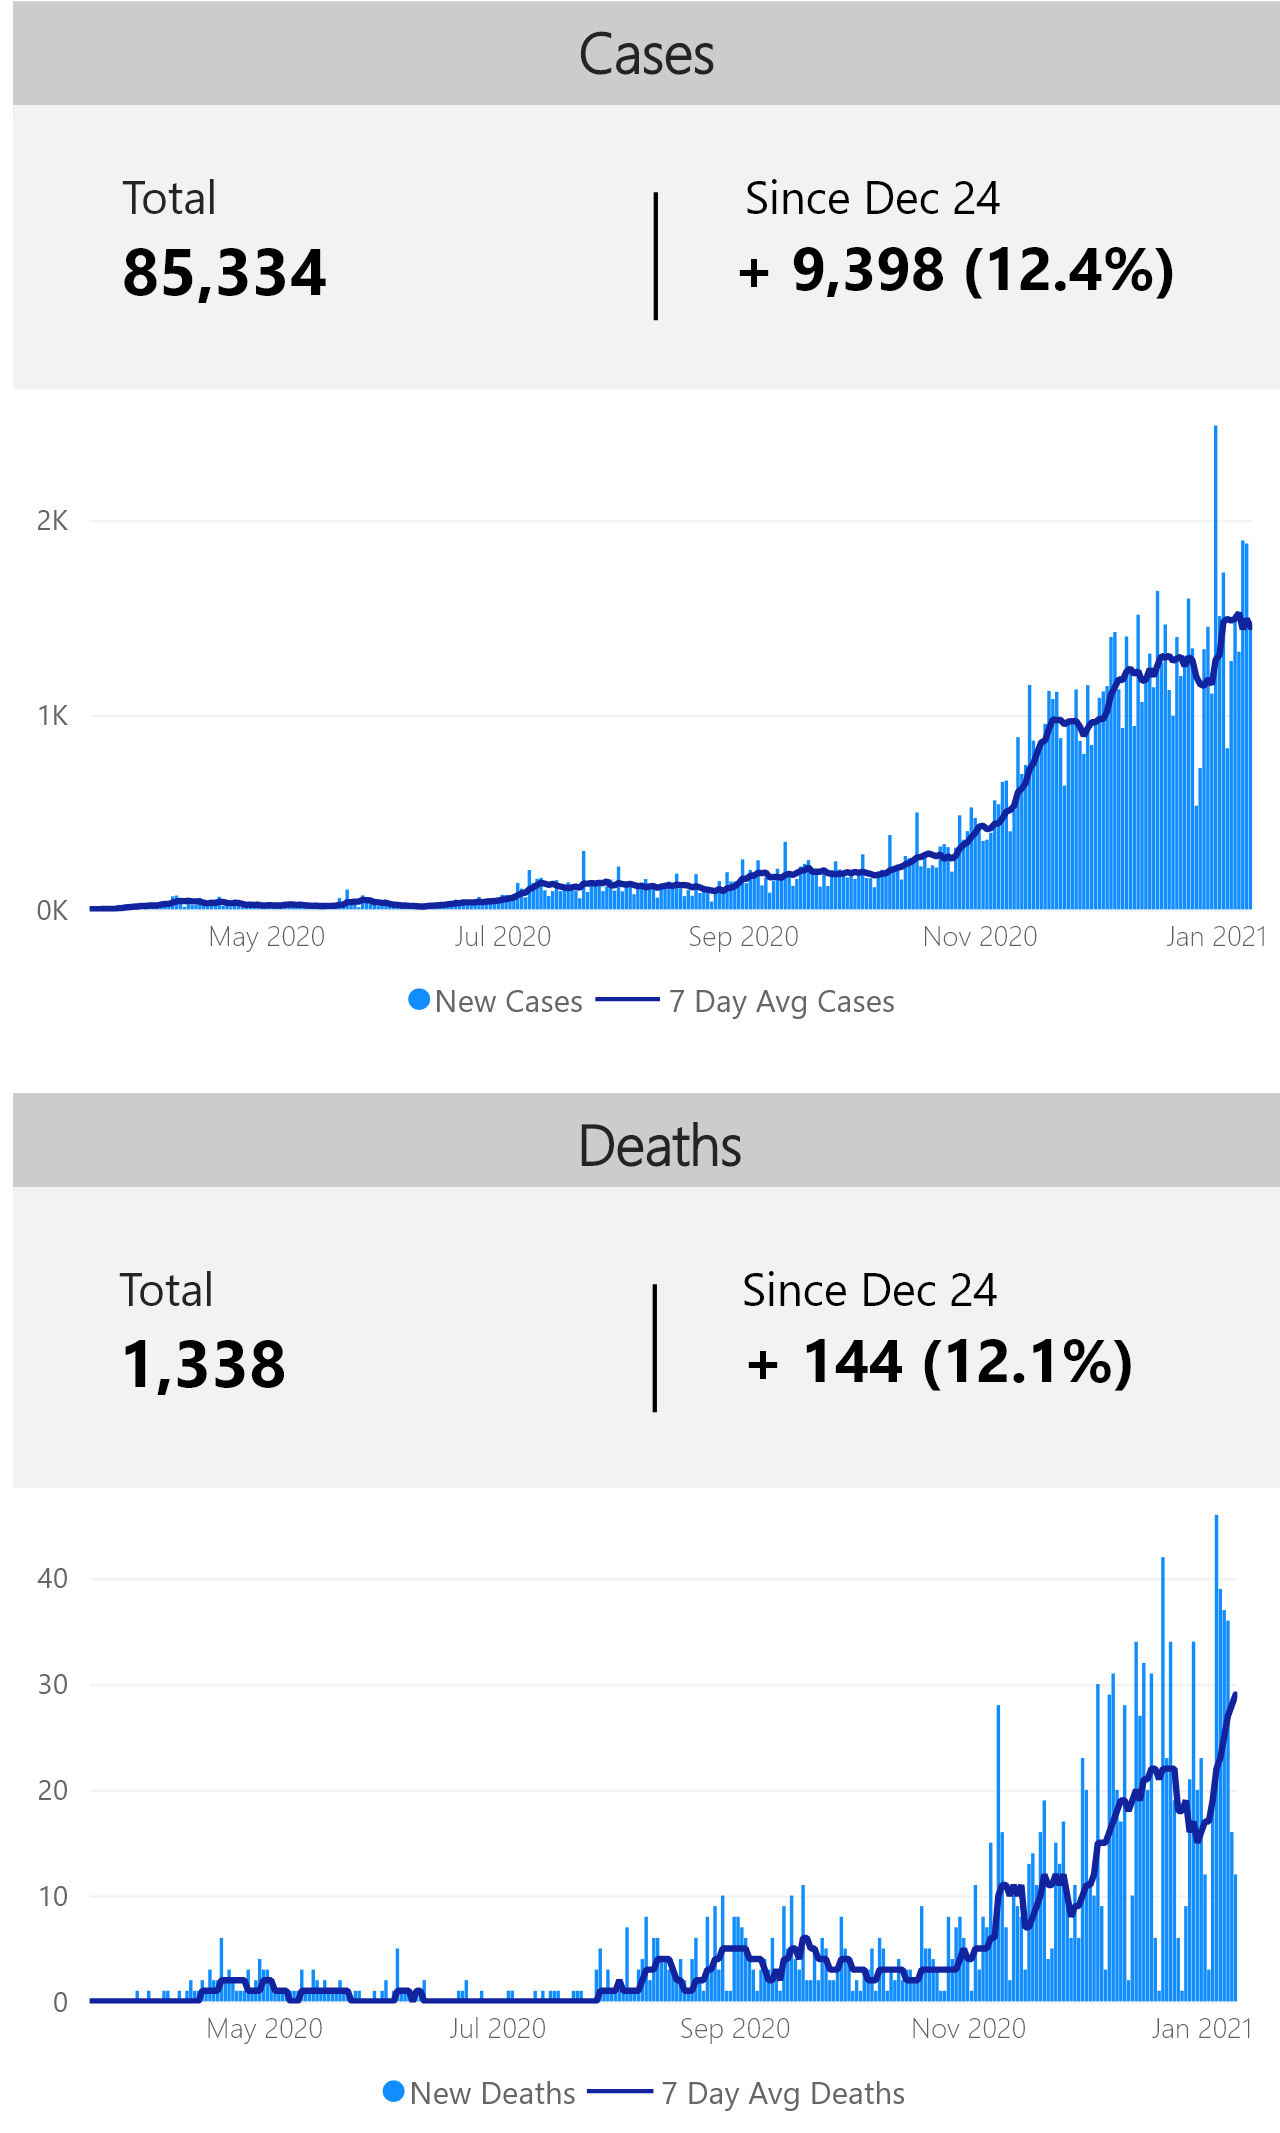 Cases
Total
85,334
Since Dec 24
+ 9,398 (12.4%)
2K
1K
0K
May 2020
Jul 2020
Sep 2020
Nov 2020
Jan 2021
New Cases
7 Day Avg Cases
Deaths
Total
1,338
Since Dec 24
+ 144 (12.1%)
40
30
20
10
0
May 2020
Jul 2020
Sep 2020
Nov 2020
Jan 2021
New Deaths
7 Day Avg Deaths